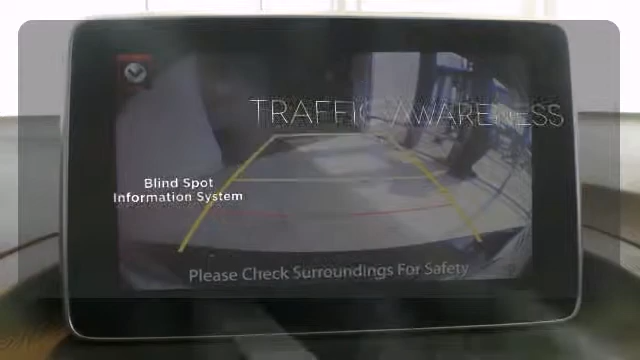 TRAFFIC AWARENESS
Blind Spot
Information System
Please Check Surroundings For Safety